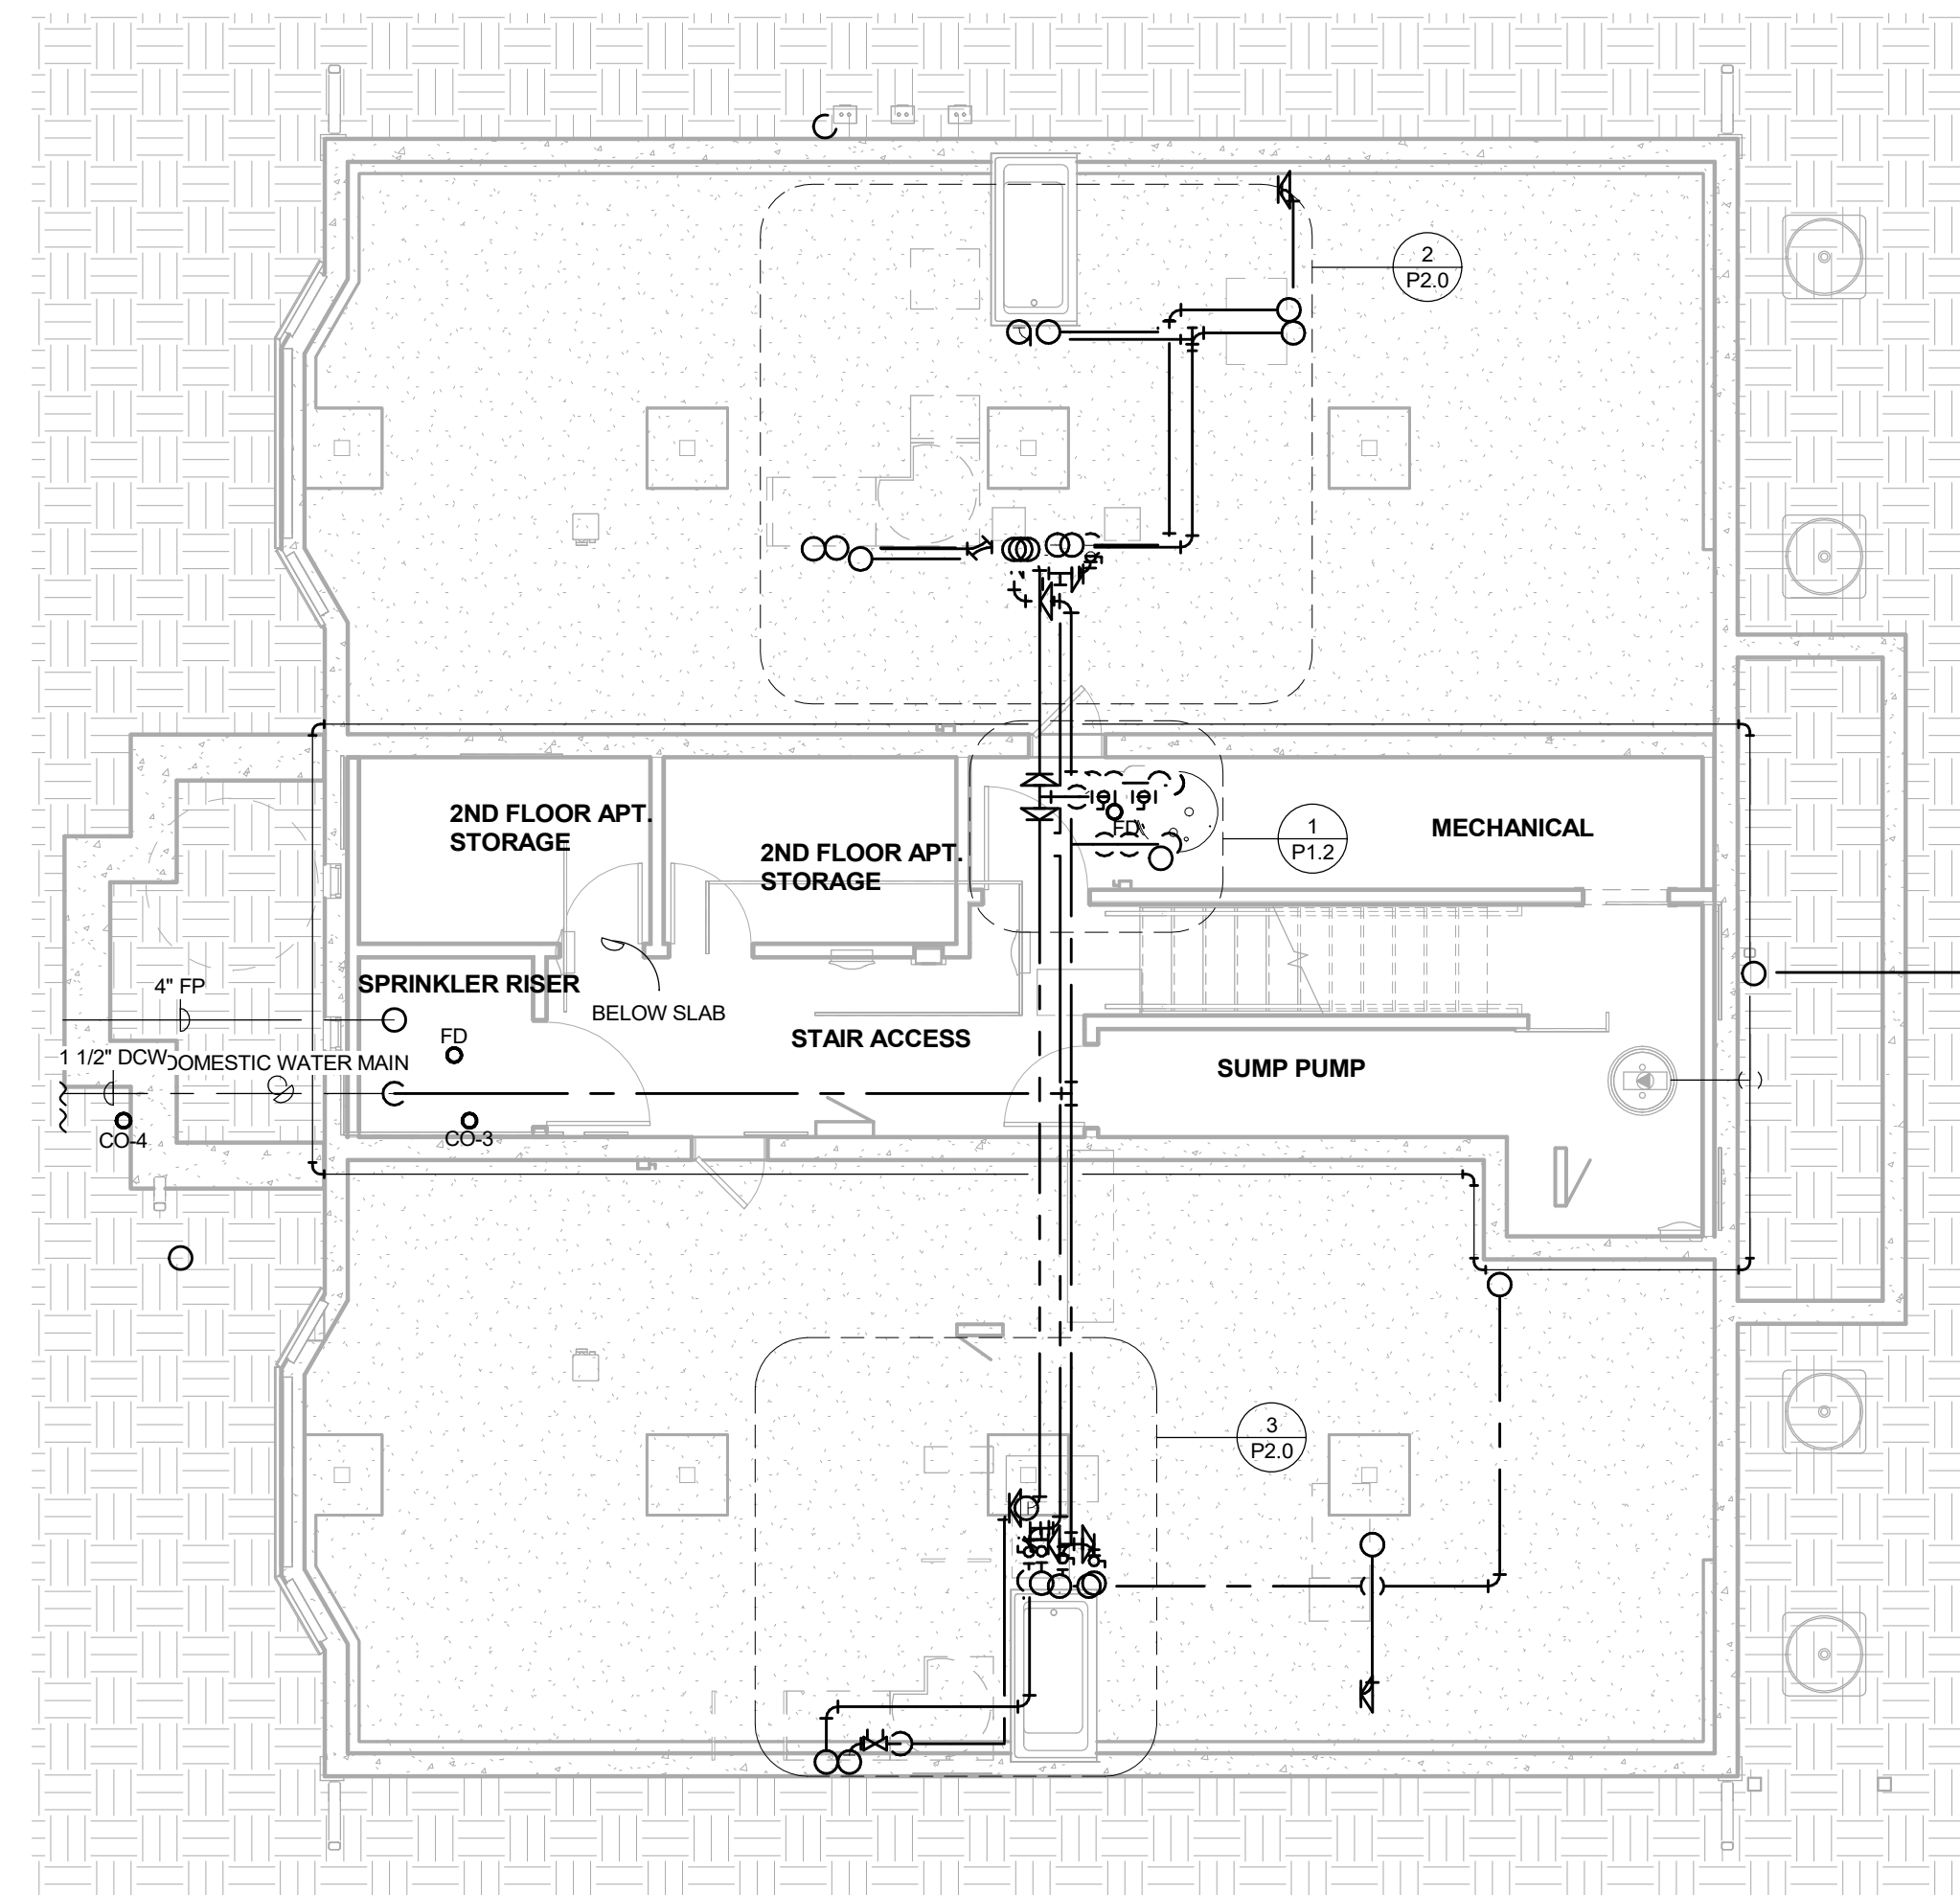 2
P2.0
2ND FLOOR APT.
STORAGE
2ND FLOOR APT.
STORAGE
FD
1
P1.2
MECHANICAL
SPRINKLER RISER
4" FP
BELOW SLAB
FD
STAIR ACCESS
1 1/2" DCW
DOMESTIC WATER MAIN
SUMP PUMP
CO-4
CO-3
3
P2.0